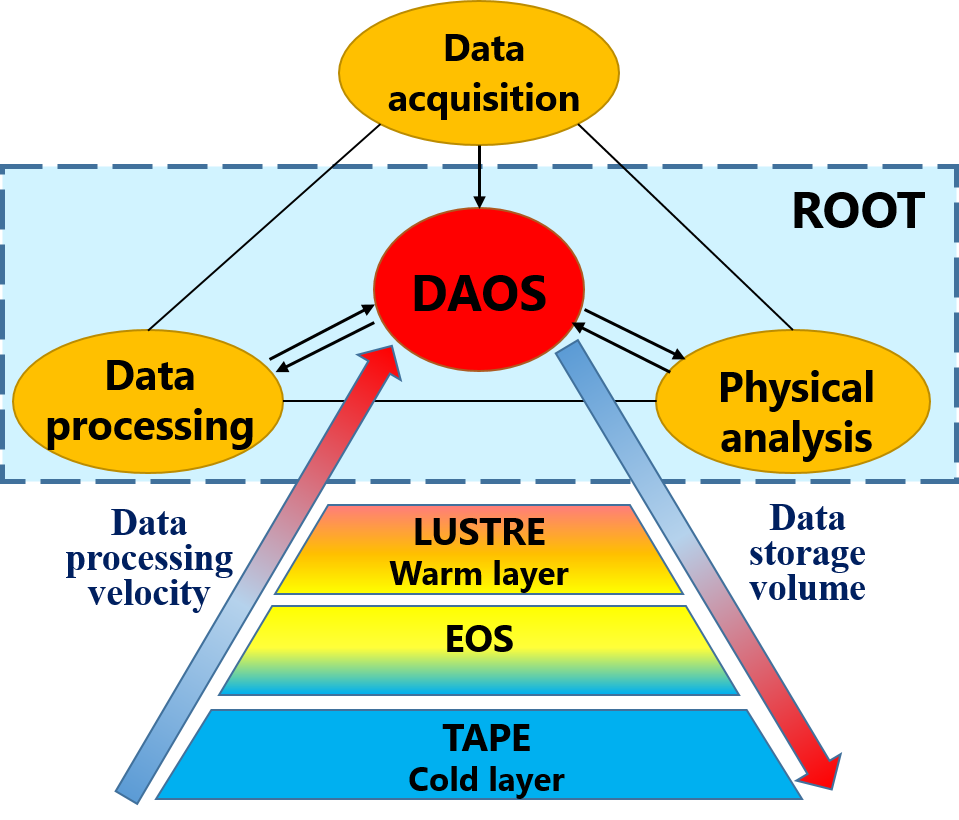 Data
acquisition
ROOT
DAOS
Data
processing
Physical
analysis
Data
processing
velocity
Data
storage
volume
LUSTRE
Warm layer
EOS
TAPE
Cold layer